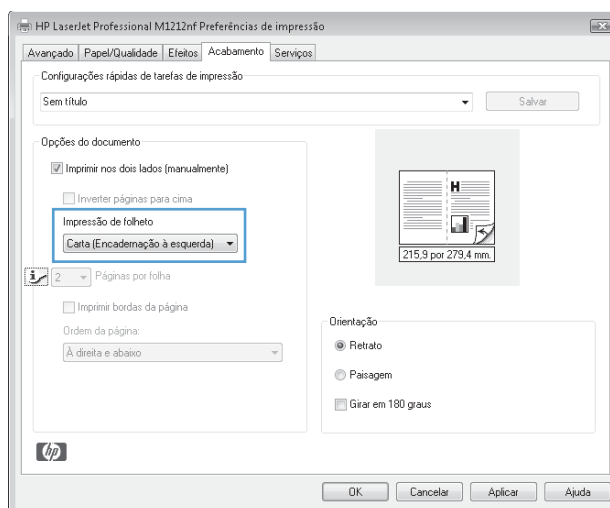 HP LaserJet Professional M1212nf Preferências de impressão
Avançado Papel/Qualidade Efeitos Acabamento Serviços
Configurações rápidas de tarefas de impressão
Sem título Salvar
Opções do documento
Imprimir nos dois lados (manualmente)
Inverter páginas para cima
Impressão de folheto
Carta (Encadernação à esquerda)
H
215,9 por 279,4 mm.
2 Páginas por folha
Imprimir bordas da página
Ordem da página:
À direita e abaixo
Orientação
Retrato
Paisagem
Girar em 180 graus
hp
OK Cancelar Aplicar Ajuda